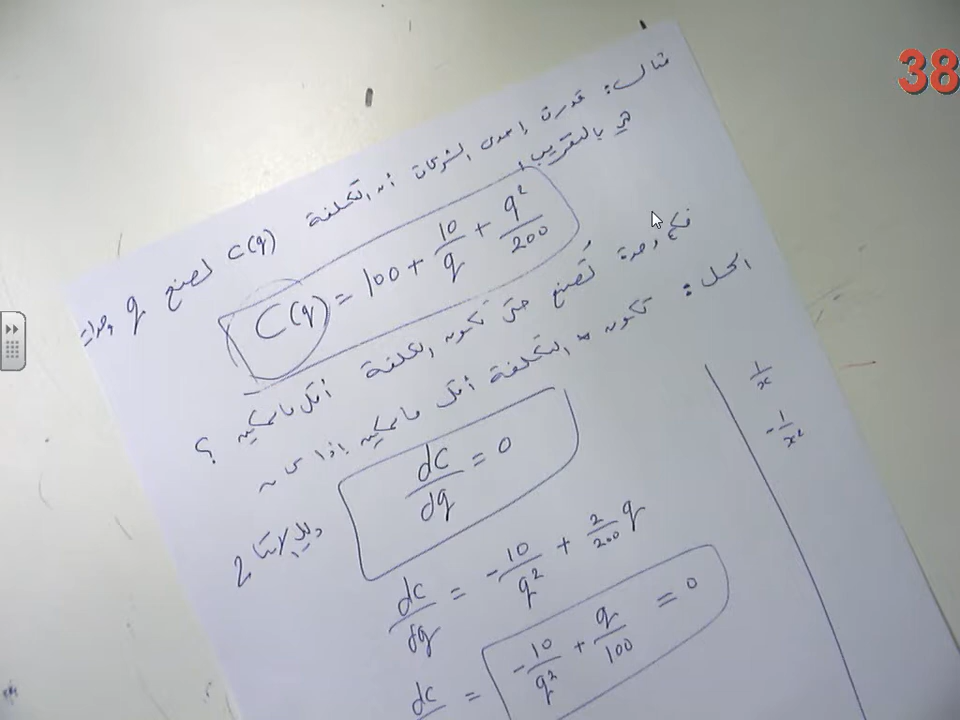 38
مثال: قدرت إحدى الشركات أن التكلفة C(q) لصنع q وحدات
هي بالتقريب
C(q) = 100 + 10/q + q²/200
فكم وحدة تُصنع حتى تكون التكلفة أقل ما يمكن ؟
الحل: تكون التكلفة أقل ما يمكن إذا
dc/dq = 0
dc/dq = -10/q² + 2/200 q
dc = -10/q² + q/100 = 0
1/x
-1/x²